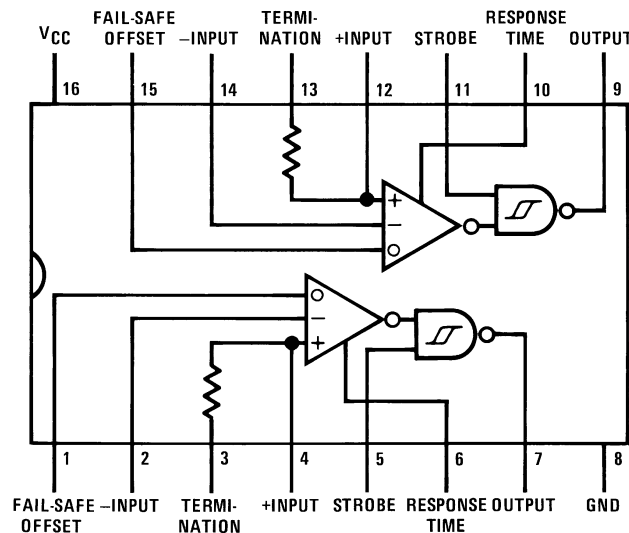 VCC
FAIL-SAFE
OFFSET
–INPUT
TERMI-
NATION
+INPUT
STROBE
RESPONSE
TIME
OUTPUT
16
15
14
13
12
11
10
9
+
–
+
–
1
2
3
4
5
6
7
8
FAIL-SAFE
OFFSET
–INPUT
TERMI-
NATION
+INPUT
STROBE
RESPONSE
TIME
OUTPUT
GND